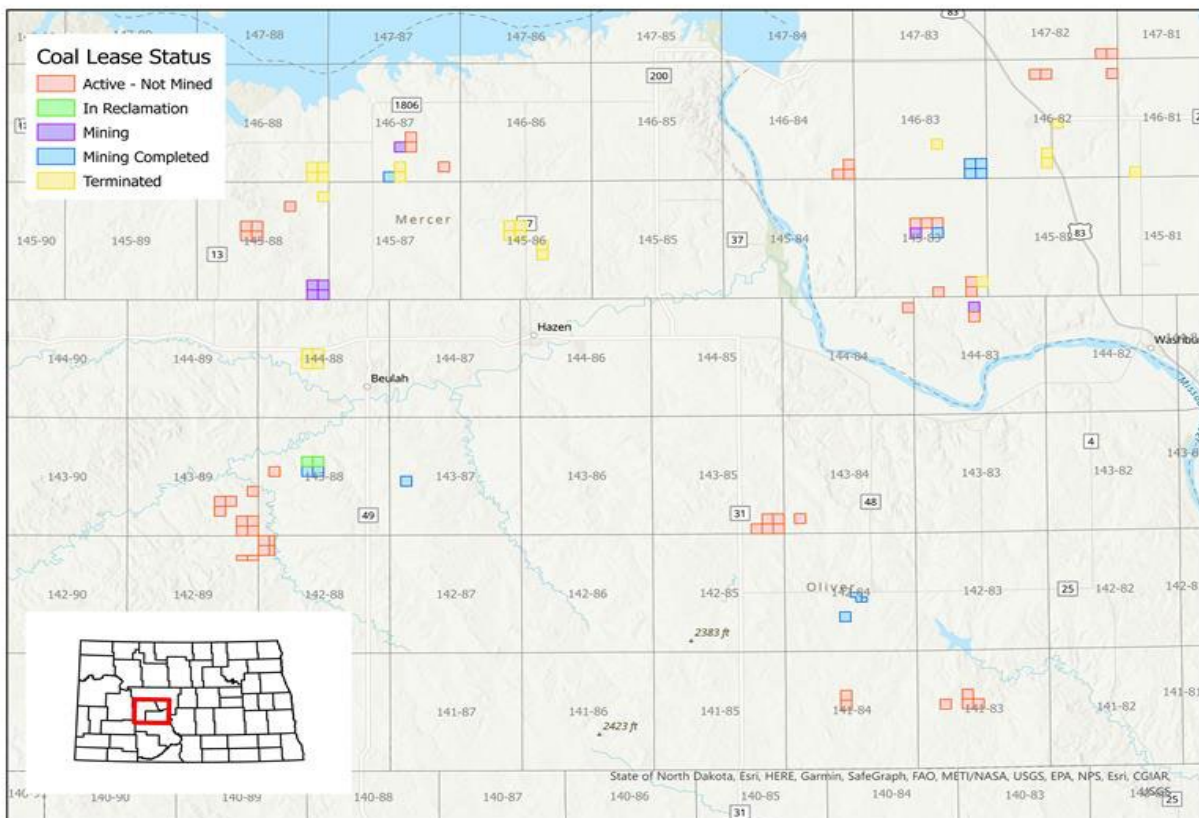 147-88 147-87 147-86 147-84 147-83 83 147-82 147-81
Coal Lease Status
Active - Not Mined
In Reclamation
Mining
Mining Completed
Terminated
200
1806
146-88 146-87 146-86 146-85 146-84 146-83 146-82 146-81
Mercer
145-90 145-89 13 145-88 145-87 145-86 145-85 37 145-84 145-83 145-82 83 145-81
Hazen
Washbu
144-90 144-89 144-88 144-87 144-86 144-85 144-84 144-83 144-82
Beulah
4
143-90 143-89 143-88 143-87 143-86 143-85 143-84 143-83 143-82
49 31 48
Oliver
142-90 142-89 142-88 142-87 142-86 142-85 142-84 142-83 25 142-82
2383 ft
141-87 141-86 141-85 141-84 141-83 141-82
2423 ft
State of North Dakota, Esri, HERE, Garmin, SafeGraph, FAO, METI/NASA, USGS, EPA, NPS, Esri, CGIAR,
USGS
140-90 140-89 140-88 140-87 140-86 140-85 140-84 140-83
31 25